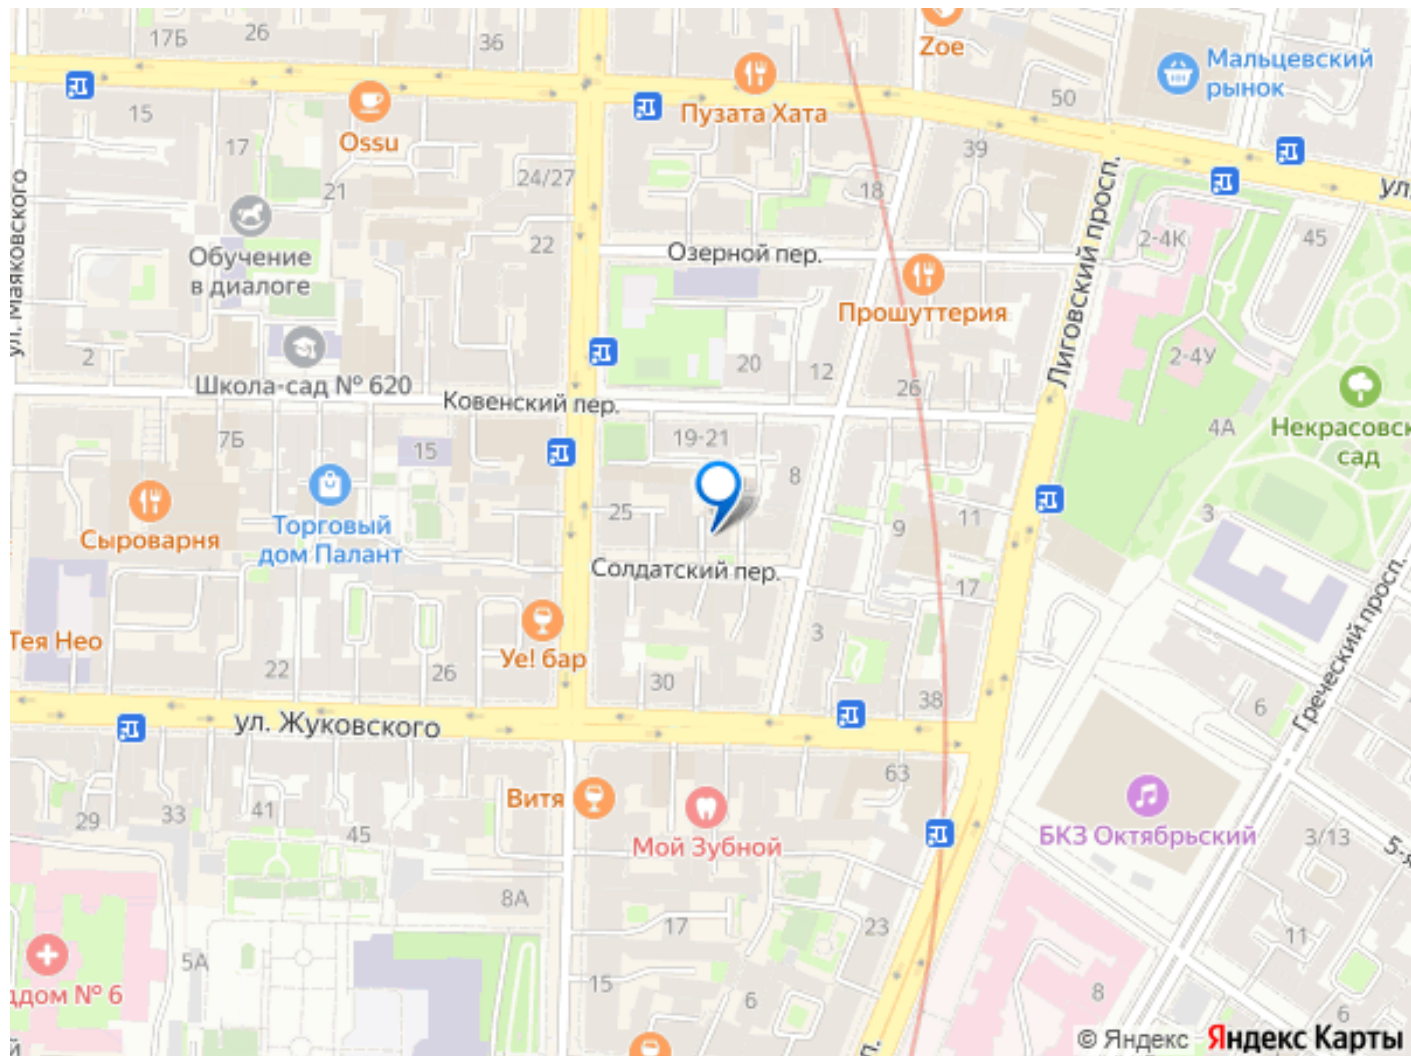 17Б
26
36
Zoe
Мальцевский
рынок
50
15
Ossu
Пузата Хата
17
21
24/27
39
18
ул.
ул. Маяковского
Обучение
в диалоге
22
Озерной пер.
2-4К
45
Прошуттерия
Лиговский просп.
2
Школа-сад № 620
20
12
26
2-4У
Ковенский пер.
7Б
15
19-21
8
4А
Некрасовск
сад
Сыроварня
Торговый
дом Палант
25
9
11
3
Солдатский пер.
17
Тея Нео
Уе! бар
3
22
26
30
38
6
Греческий просп.
ул. Жуковского
63
Витя
Мой Зубной
БКЗ Октябрьский
29
33
41
45
3/13
5-я
8А
17
23
11
5А
15
6
8
6
ддом № 6
й
л.
© Яндекс Яндекс Карты